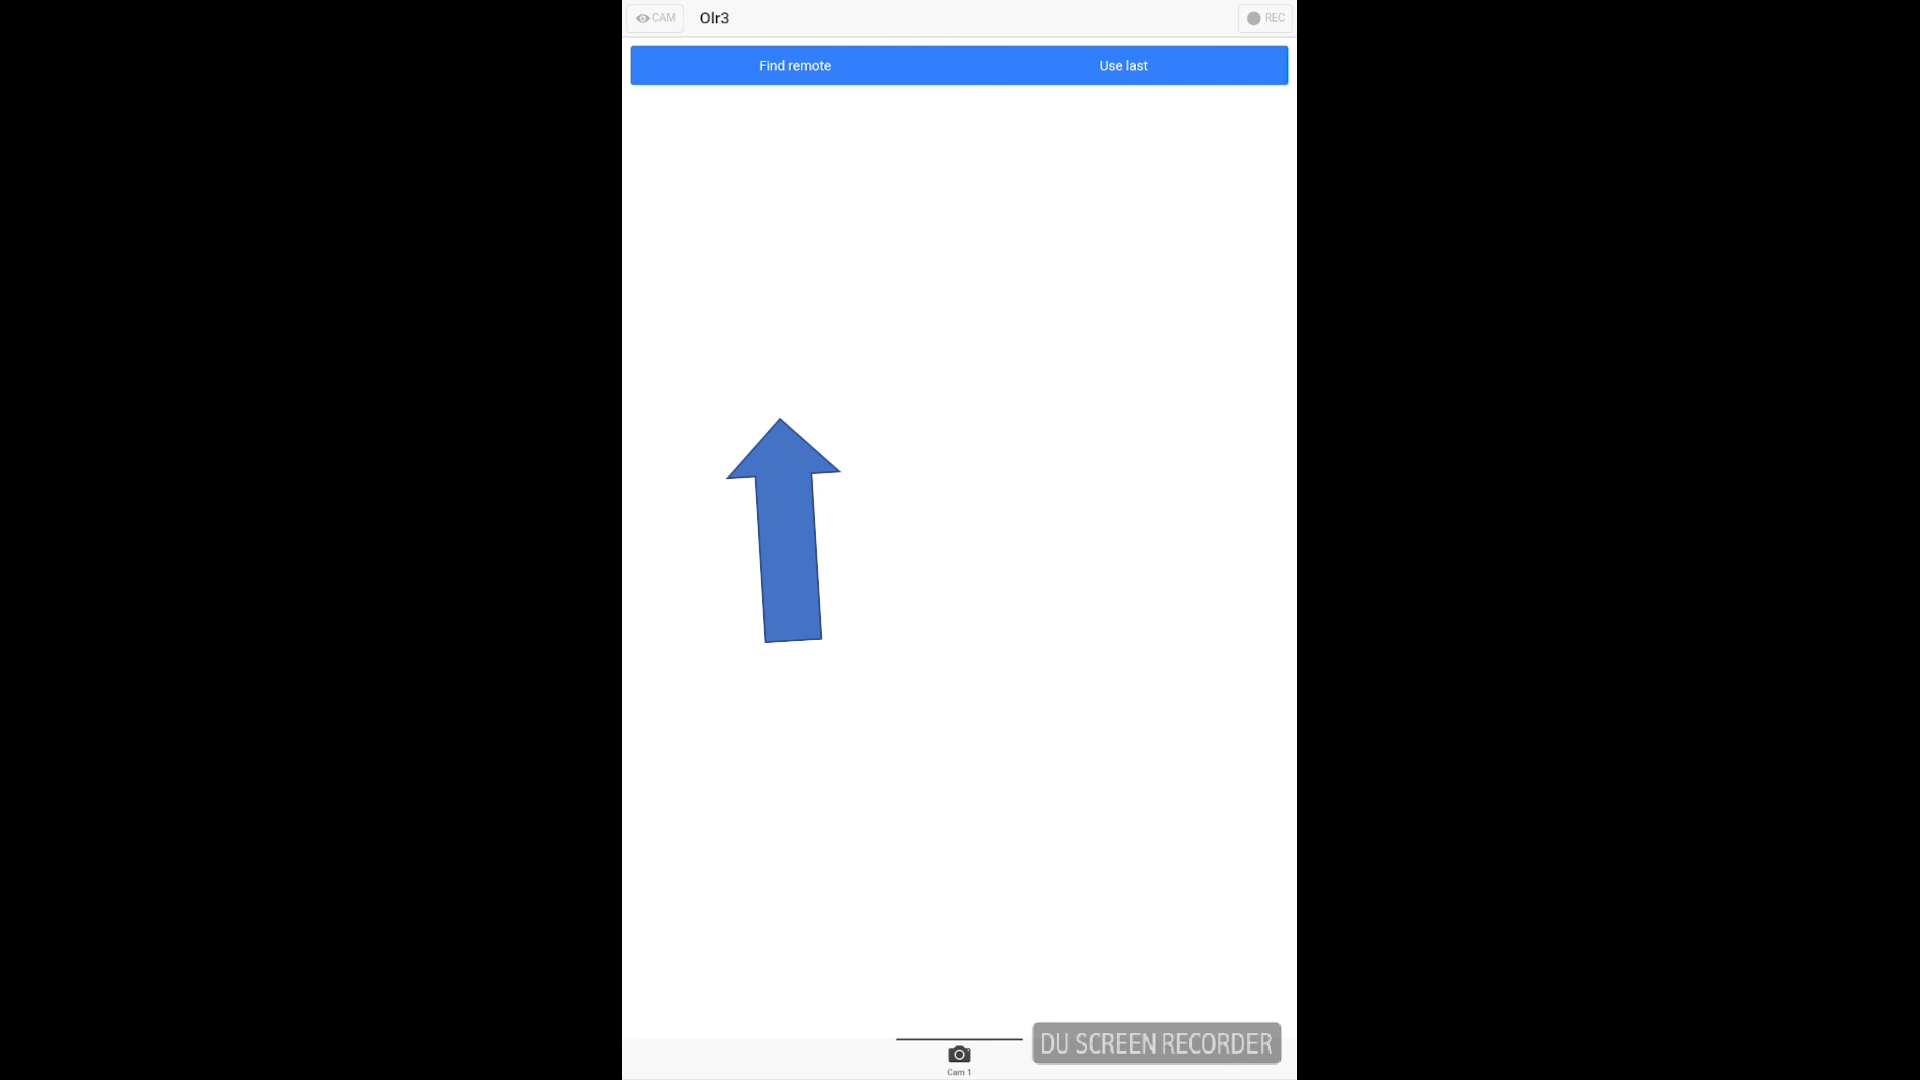 CAM
Olr3
REC
Find remote
Use last
DU SCREEN RECORDER
Cam 1